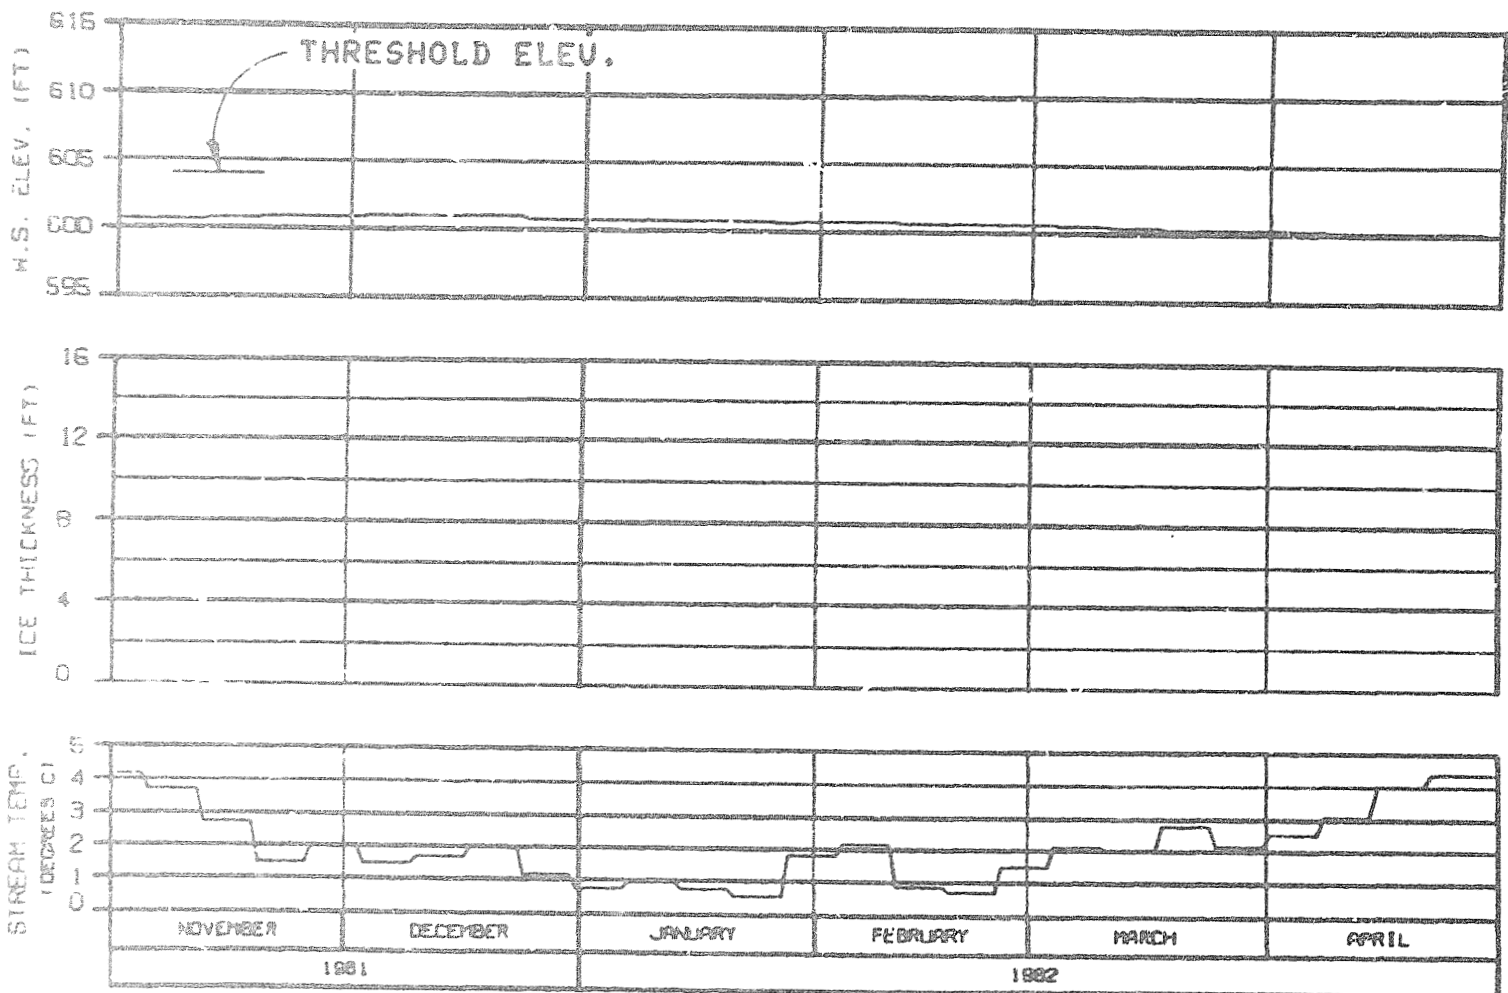 W.S. ELEV. (FT)
615
610
605
600
595
THRESHOLD ELEV.
ICE THICKNESS (FT)
16
12
8
4
0
STREAM TEMP.
(DEGREES C)
5
4
3
2
1
0
NOVEMBER DECEMBER JANUARY FEBRUARY MARCH APRIL
1981 1982